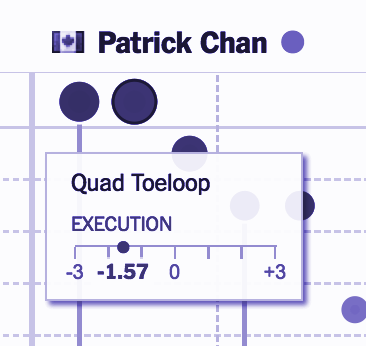 Patrick Chan
Quad Toeloop
EXECUTION
-3 -1.57 0 +3